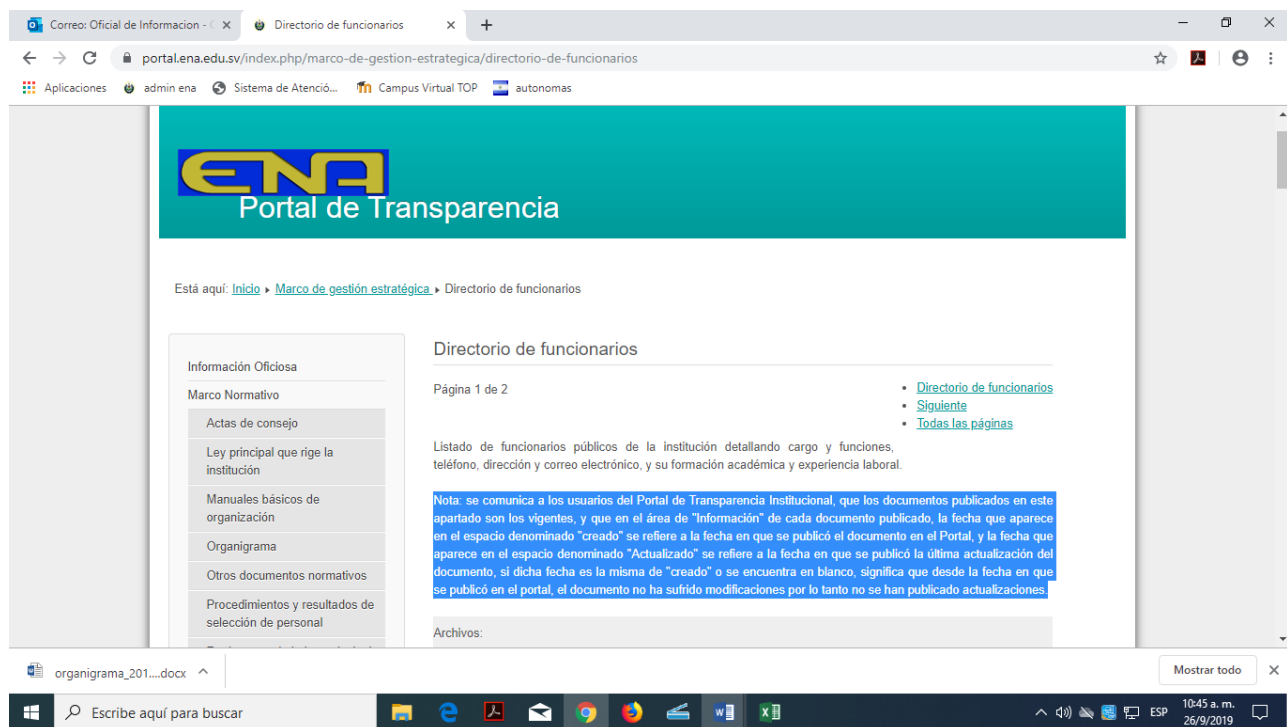 Correo: Oficial de Informacion - 
Directorio de funcionarios
portal.ena.edu.sv/index.php/marco-de-gestion-estrategica/directorio-de-funcionarios
Aplicaciones admin ena Sistema de Atenció... Campus Virtual TOP autonomas
ENA
Portal de Transparencia
Está aquí: Inicio Marco de gestión estratégica Directorio de funcionarios
Información Oficiosa
Marco Normativo
Actas de consejo
Ley principal que rige la
institución
Manuales básicos de
organización
Organigrama
Otros documentos normativos
Procedimientos y resultados de
selección de personal
Directorio de funcionarios
Página 1 de 2
Directorio de funcionarios
Siguiente
Todas las páginas
Listado de funcionarios públicos de la institución detallando cargo y funciones,
teléfono, dirección y correo electrónico, y su formación académica y experiencia laboral.
Nota: se comunica a los usuarios del Portal de Transparencia Institucional, que los documentos publicados en este
apartado son los vigentes, y que en el área de "Información" de cada documento publicado, la fecha que aparece
en el espacio denominado "creado" se refiere a la fecha en que se publicó el documento en el Portal, y la fecha que
aparece en el espacio denominado "Actualizado" se refiere a la fecha en que se publicó la última actualización del
documento, si dicha fecha es la misma de "creado" o se encuentra en blanco, significa que desde la fecha en que
se publicó en el portal, el documento no ha sufrido modificaciones por lo tanto no se han publicado actualizaciones.
Archivos:
organigrama_201....docx
Mostrar todo
Escribe aquí para buscar
ESP
10:45 a. m.
26/9/2019